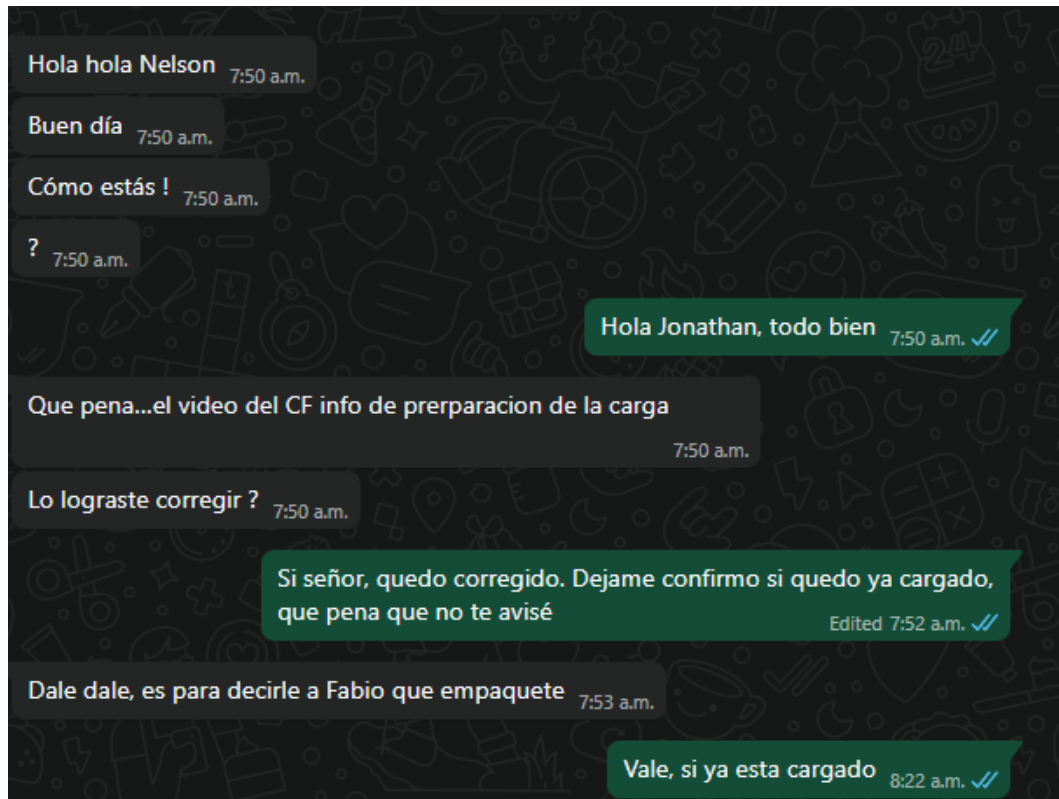 Hola hola Nelson 7:50 a.m.
Buen día 7:50 a.m.
Cómo estás ! 7:50 a.m.
? 7:50 a.m.
Hola Jonathan, todo bien 7:50 a.m.
Que pena...el video del CF info de prerparacion de la carga
7:50 a.m.
Lo lograste corregir ? 7:50 a.m.
Si señor, quedo corregido. Dejame confirmo si quedo ya cargado,
que pena que no te avisé
Edited 7:52 a.m.
Dale dale, es para decirle a Fabio que empaquete 7:53 a.m.
Vale, si ya esta cargado 8:22 a.m.